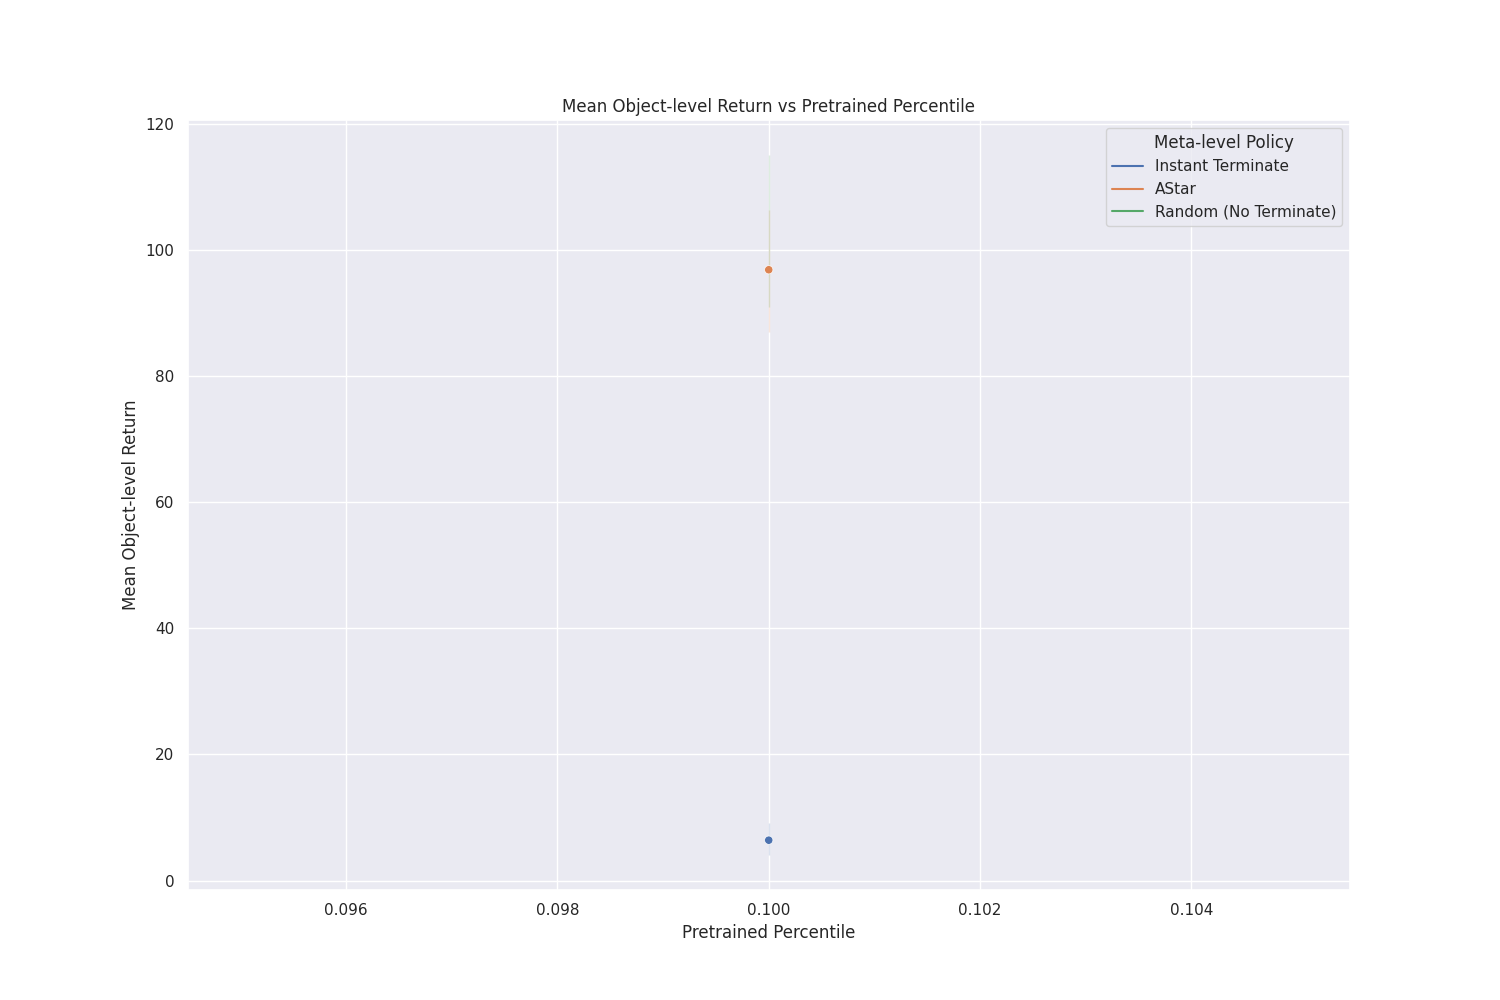 Mean Object-level Return vs Pretrained Percentile
120
100
80
60
40
20
0
Mean Object-level Return
Meta-level Policy
Instant Terminate
AStar
Random (No Terminate)
0.096 0.098 0.100 0.102 0.104
Pretrained Percentile